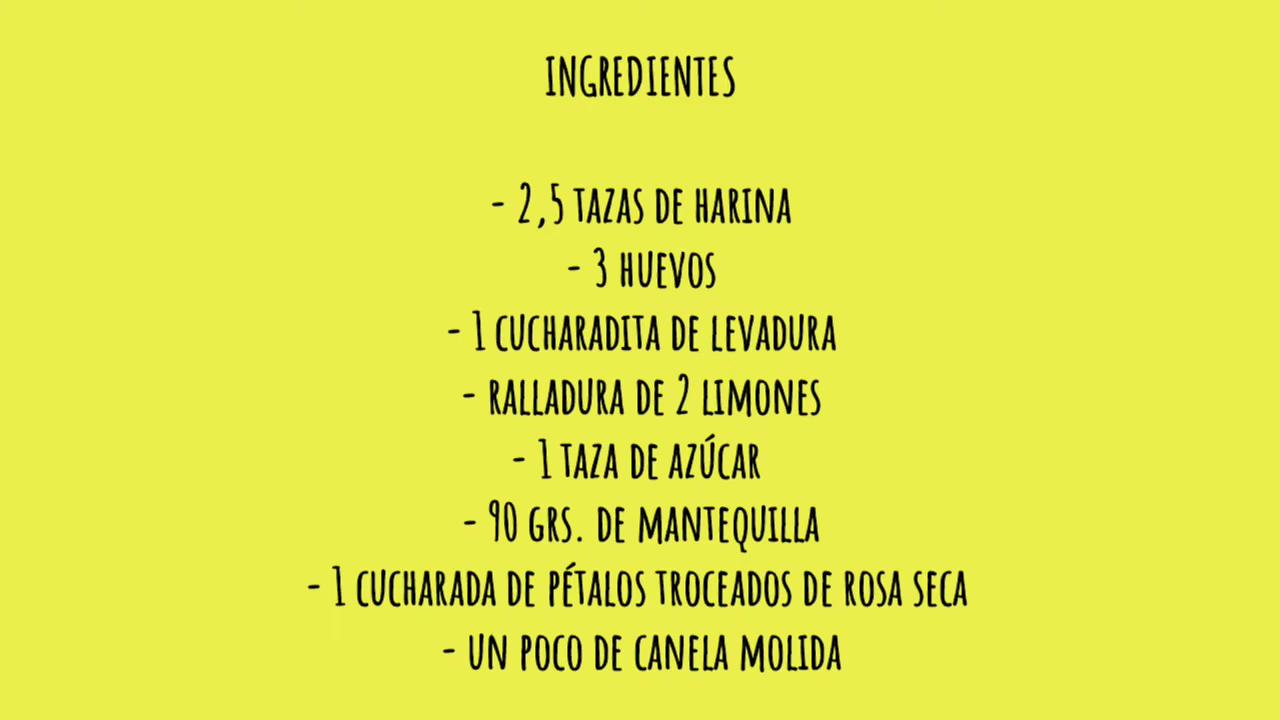 INGREDIENTES
- 2,5 TAZAS DE HARINA
- 3 HUEVOS
- 1 CUCHARADITA DE LEVADURA
- RALLADURA DE 2 LIMONES
- 1 TAZA DE AZÚCAR
- 90 GRS. DE MANTEQUILLA
- 1 CUCHARADA DE PÉTALOS TROCEADOS DE ROSA SECA
- UN POCO DE CANELA MOLIDA